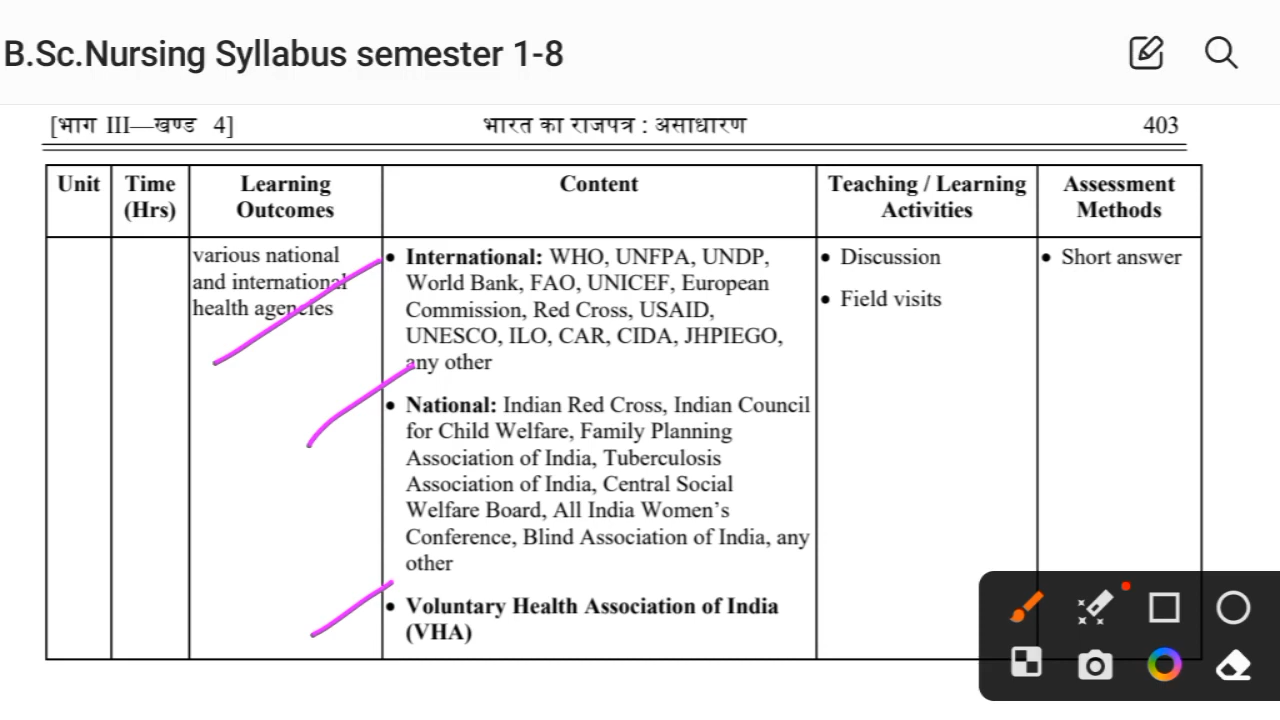 B.Sc.Nursing Syllabus semester 1-8
[भाग III—खण्ड 4]
भारत का राजपत्र : असाधारण
403
Unit
Time
(Hrs)
Learning
Outcomes
Content
Teaching / Learning
Activities
Assessment
Methods
various national
and international
health agencies
• International: WHO, UNFPA, UNDP,
World Bank, FAO, UNICEF, European
Commission, Red Cross, USAID,
UNESCO, ILO, CAR, CIDA, JHPIEGO,
any other
• National: Indian Red Cross, Indian Council
for Child Welfare, Family Planning
Association of India, Tuberculosis
Association of India, Central Social
Welfare Board, All India Women’s
Conference, Blind Association of India, any
other
• Voluntary Health Association of India
(VHA)
• Discussion
• Field visits
• Short answer